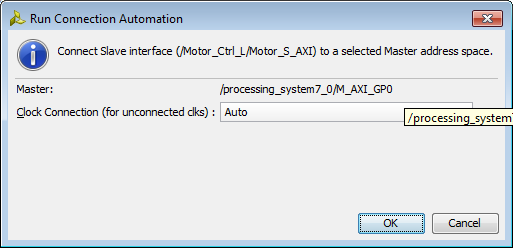 Run Connection Automation
Connect Slave interface (/Motor_Ctrl_L/Motor_S_AXI) to a selected Master address space.
Master: /processing_system7_0/M_AXI_GP0
Clock Connection (for unconnected clks) : Auto
/processing_system7
OK Cancel